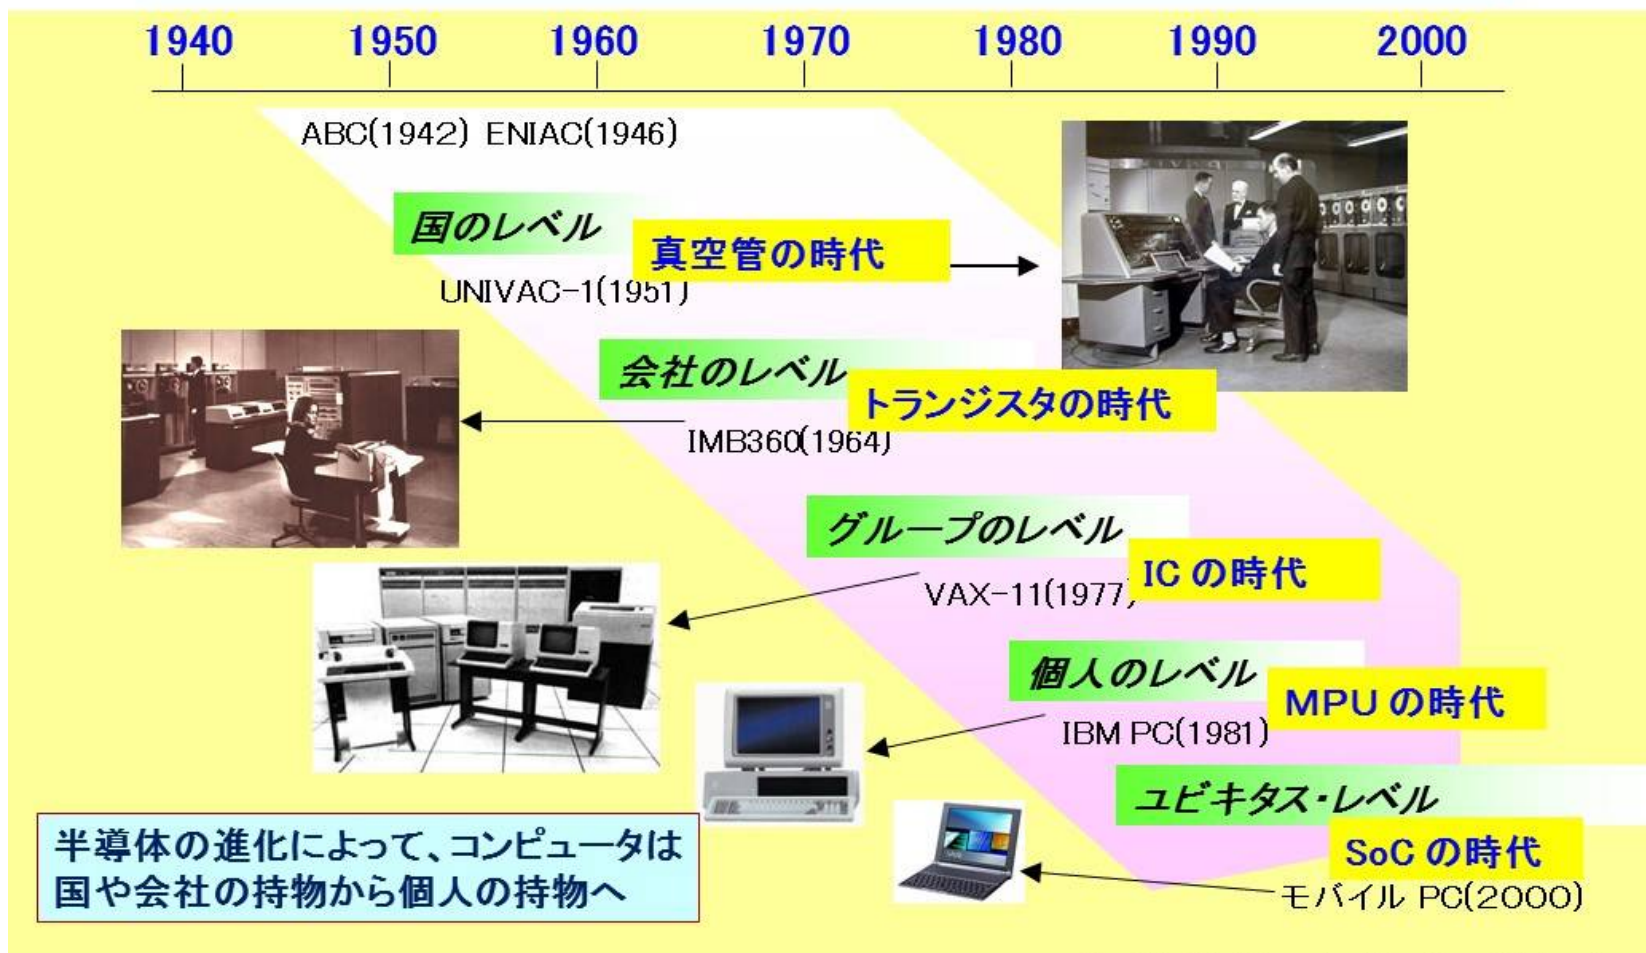 1940 1950 1960 1970 1980 1990 2000
ABC(1942) ENIAC(1946)
国のレベル
真空管の時代
UNIVAC-1(1951)
会社のレベル
トランジスタの時代
IMB360(1964)
グループのレベル
IC の時代
VAX-11(1977)
個人のレベル
MPU の時代
IBM PC(1981)
ユビキタス・レベル
SoC の時代
モバイル PC(2000)
半導体の進化によって、コンピュータは
国や会社の持物から個人の持物へ